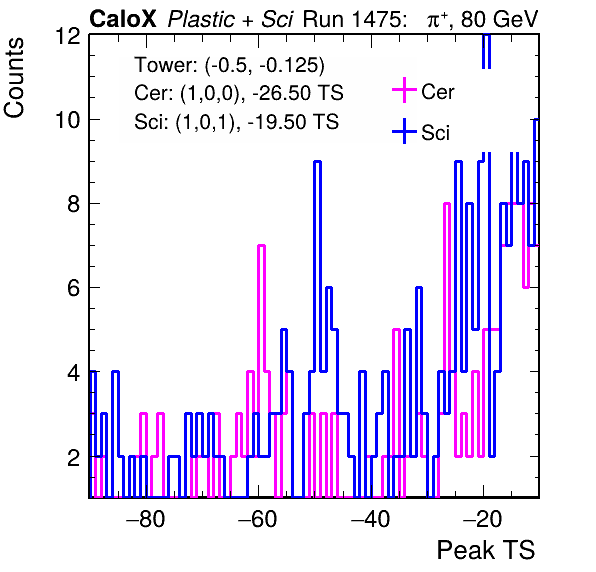 CaloX Plastic + Sci Run 1475: π+, 80 GeV
Counts
12
10
8
6
4
2
Tower: (-0.5, -0.125)
Cer: (1,0,0), -26.50 TS
Sci: (1,0,1), -19.50 TS
Cer
Sci
−80 −60 −40 −20
Peak TS